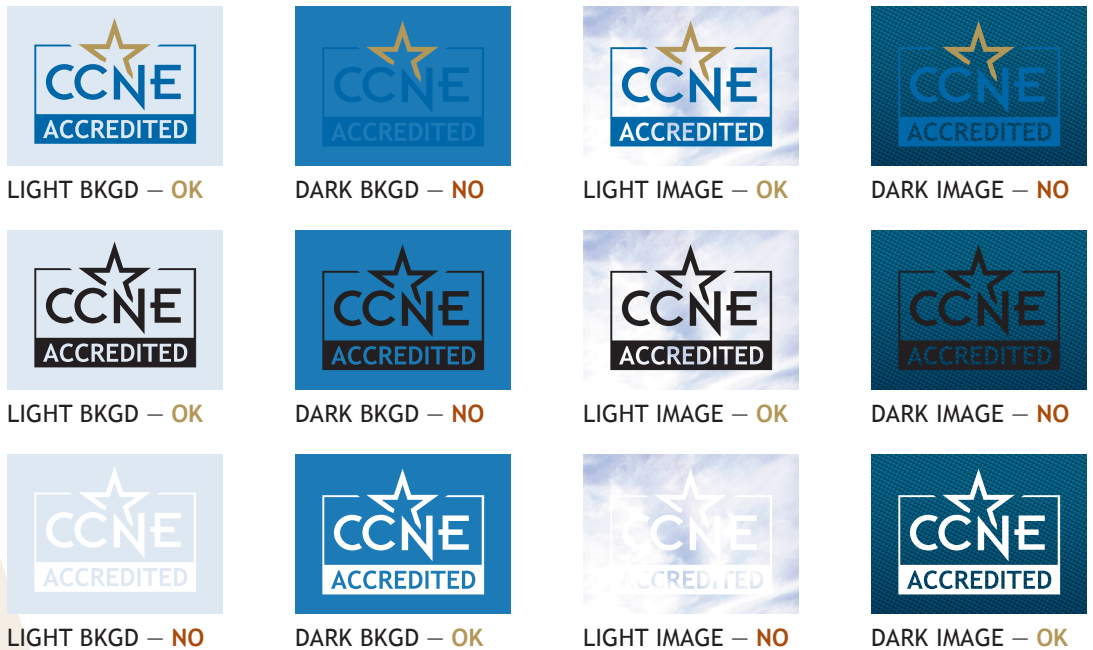 CCNE
ACCREDITED
CCNE
ACCREDITED
CCNE
ACCREDITED
CCNE
ACCREDITED
LIGHT BKGD — OK
DARK BKGD — NO
LIGHT IMAGE — OK
DARK IMAGE — NO
CCNE
ACCREDITED
CCNE
ACCREDITED
CCNE
ACCREDITED
CCNE
ACCREDITED
LIGHT BKGD — OK
DARK BKGD — NO
LIGHT IMAGE — OK
DARK IMAGE — NO
CCNE
ACCREDITED
CCNE
ACCREDITED
CCNE
ACCREDITED
CCNE
ACCREDITED
LIGHT BKGD — NO
DARK BKGD — OK
LIGHT IMAGE — NO
DARK IMAGE — OK